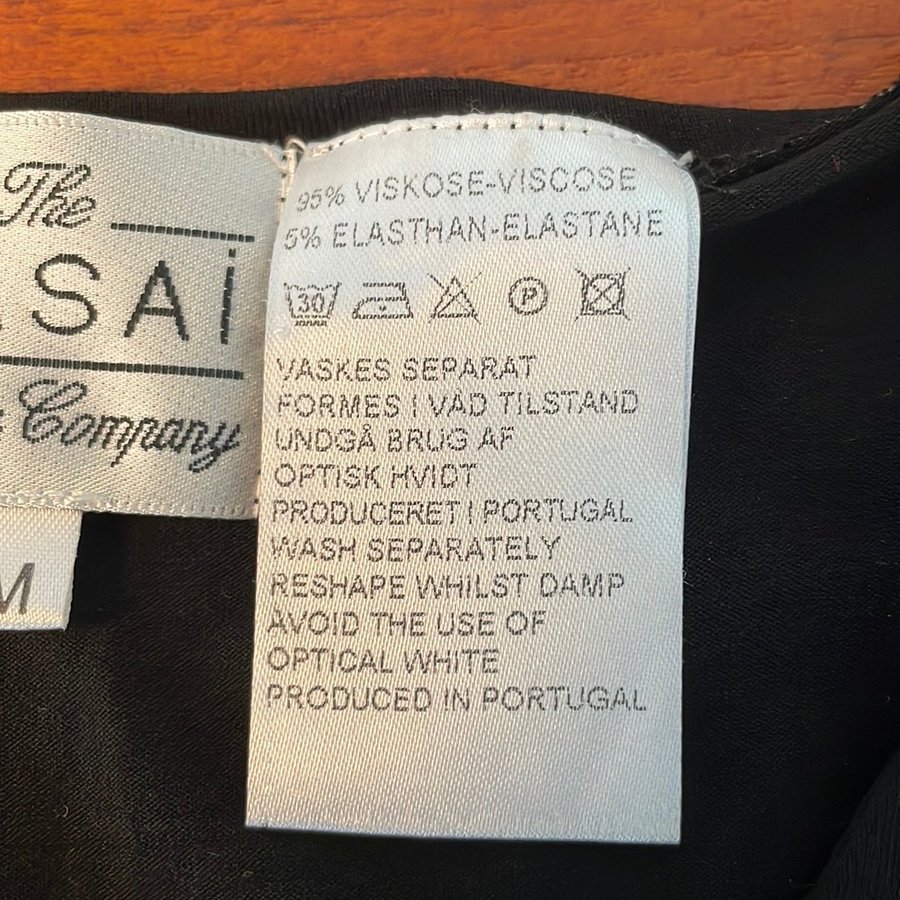 The
SAi
Company
M
95% VISKOSE-VISCOSE
5% ELASTHAN-ELASTANE
30 P
VASKES SEPARAT
FORMES I VÅD TILSTAND
UNDGÅ BRUG AF
OPTISK HVIDT
PRODUCERET I PORTUGAL
WASH SEPARATELY
RESHAPE WHILST DAMP
AVOID THE USE OF
OPTICAL WHITE
PRODUCED IN PORTUGAL